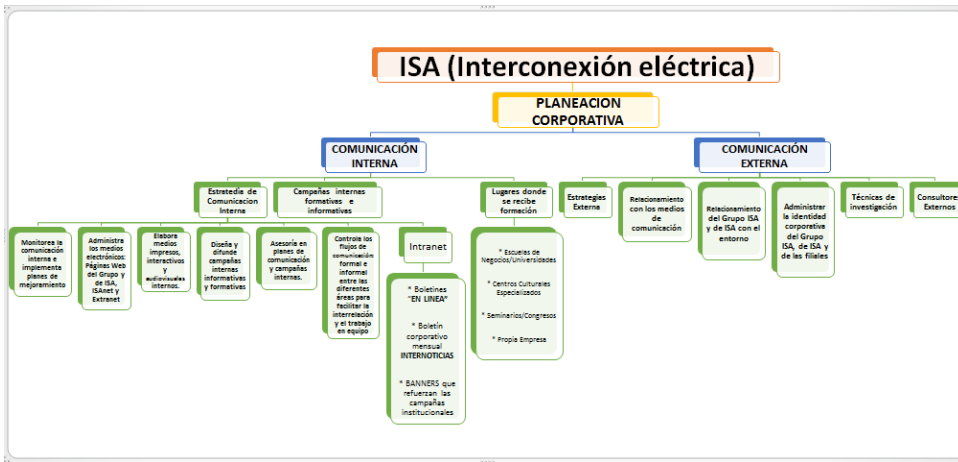 ISA (Interconexión eléctrica)
PLANEACION
CORPORATIVA
COMUNICACIÓN
INTERNA
COMUNICACIÓN
EXTERNA
Estratedia de
Comunicacion
Interna
Campañas internas
formativas e
informativas
Lugares donde
se recibe
formación
Estrategias
Externa
Relacionamiento
con los medios
de
comunicación
Relacionamiento
del Grupo ISA
y de ISA con el
entorno
Administrar
la identidad
corporativa
del Grupo
ISA, de ISA y
de las filiales
Técnicas de
investigación
Consultores
Externos
Monitorea la
comunicación
interna e
implementa
planes de
mejoramiento
Administra
los medios
electrónicos:
Páginas Web
del Grupo y
de ISA,
ISAnet y
Extranet
Elabora
medios
impresos,
interactivos
y
audiovisuales
internos.
Diseña y
difunde
campañas
internas
informativas
y formativas
Asesoría en
planes de
comunicación
y campañas
internas.
Controla los
flujos de
comunicación
formal e
informal
entre las
diferentes
áreas para
facilitar la
interrelación
y el trabajo
en equipo
Intranet
* Boletines
"EN LINEA"
* Boletín
corporativo
mensual
INTERNOTICIAS
* BANNERS que
refuerzan las
campañas
institucionales
* Escuelas de
Negocios/Universidades
* Centros Culturales
Especializados
* Seminarios/Congresos
* Propia Empresa